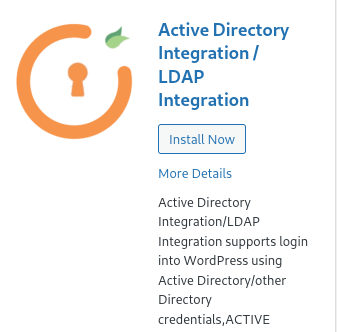 Active Directory
Integration /
LDAP
Integration
Install Now
More Details
Active Directory
Integration/LDAP
Integration supports login
into WordPress using
Active Directory/other
Directory
credentials,ACTIVE